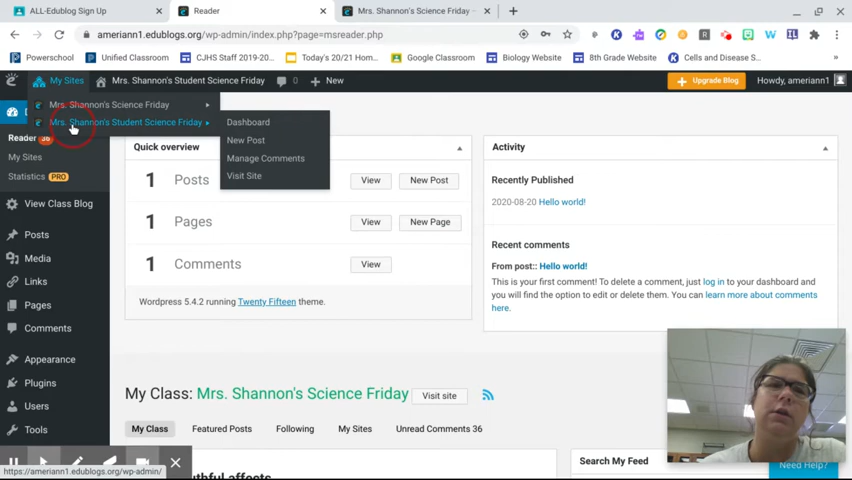 ALL-Edublog Sign Up
Reader
Mrs. Shannon's Science Friday
ameriann1.edublogs.org/wp-admin/index.php?page=msreader.php
Powerschool
Unified Classroom
CJHS Staff 2019-...
Today's 20/21 Hom...
Google Classroom
Biology Website
8th Grade Website
Cells and Disease S...
My Sites
Mrs. Shannon's Student Science Friday
0
New
Upgrade Blog
Howdy, ameriann1
Mrs. Shannon's Science Friday
Mrs. Shannon's Student Science Friday
Dashboard
New Post
Manage Comments
Visit Site
Reader 36
My Sites
Statistics PRO
View Class Blog
Posts
Media
Links
Pages
Comments
Appearance
Plugins
Users
Tools
Quick overview
1 Posts View New Post
1 Pages View New Page
1 Comments View
Wordpress 5.4.2 running Twenty Fifteen theme.
Activity
Recently Published
2020-08-20 Hello world!
Recent comments
From post:: Hello world!
This is your first comment! To delete a comment, just log in to your dashboard and
you will find the option to edit or delete them. You can learn more about comments
here.
My Class: Mrs. Shannon's Science Friday Visit site
My Class
Featured Posts
Following
My Sites
Unread Comments 36
Search My Feed
Need Help?
https://ameriann1.edublogs.org/wp-admin/